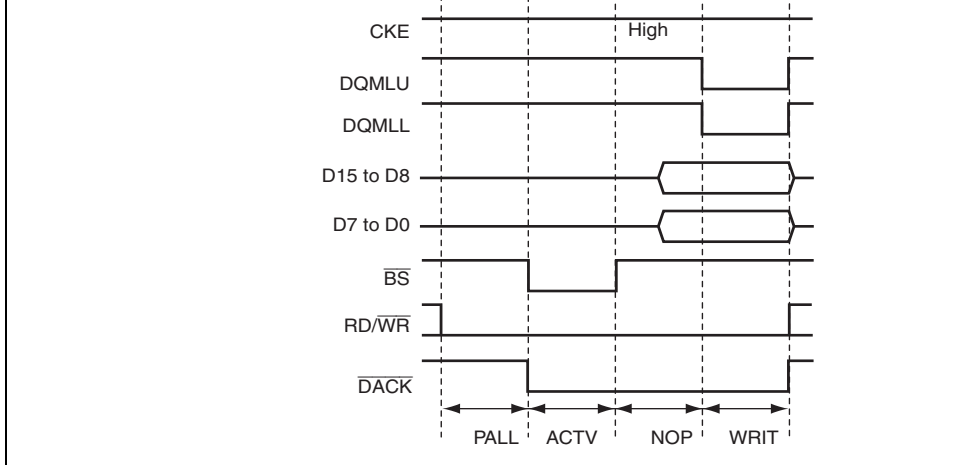 CKE
High
DQMLU
DQMLL
D15 to D8
D7 to D0
BS
RD/WR
DACK
PALL ACTV NOP WRIT